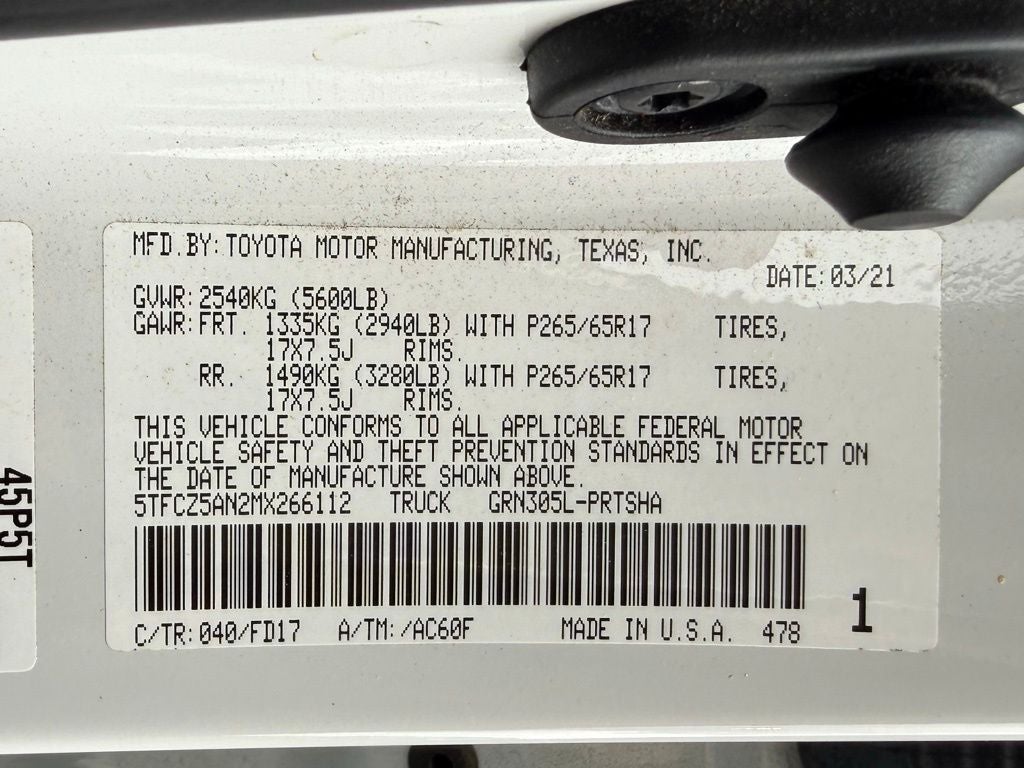 MFD.BY: TOYOTA MOTOR MANUFACTURING, TEXAS, INC.
DATE: 03/21
GVWR: 2540KG (5600LB)
GAWR: FRT. 1335KG (2940LB) WITH P265/65R17 TIRES,
17X7.5J RIMS.
RR. 1490KG (3280LB) WITH P265/65R17 TIRES,
17X7.5J RIMS.
THIS VEHICLE CONFORMS TO ALL APPLICABLE FEDERAL MOTOR
VEHICLE SAFETY AND THEFT PREVENTION STANDARDS IN EFFECT ON
THE DATE OF MANUFACTURE SHOWN ABOVE.
5TFCZ5AN2MX266112 TRUCK GRN305L-PRTSHA
1
C/TR: 040/FD17 A/TM: /AC60F MADE IN U.S.A. 478
45P5T